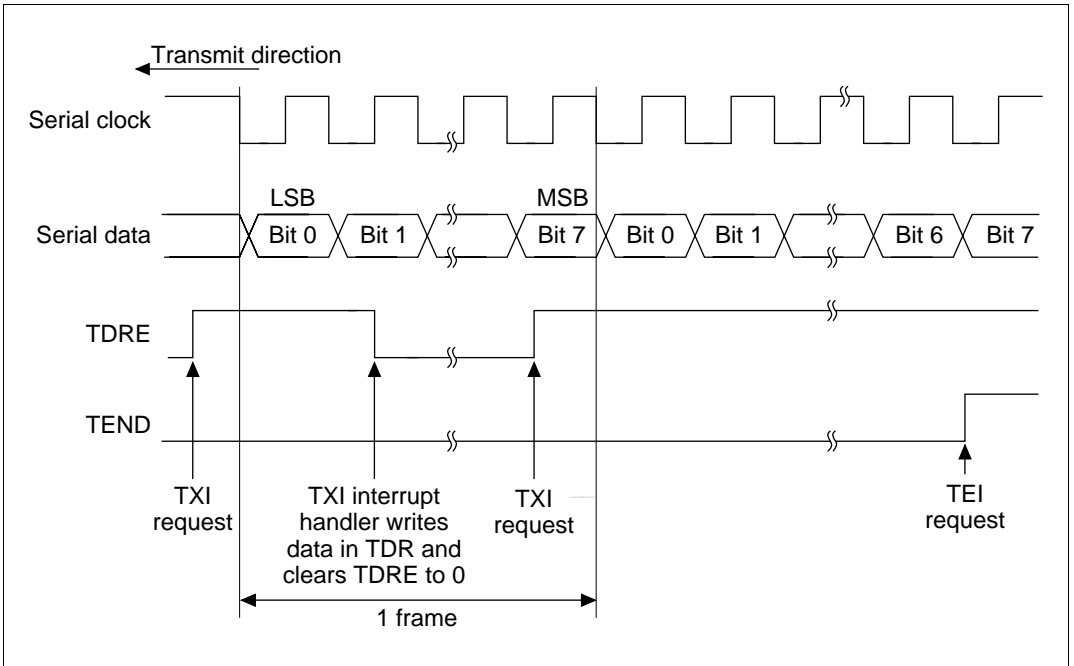 Transmit direction
Serial clock
LSB MSB
Serial data Bit 0 Bit 1 Bit 7 Bit 0 Bit 1 Bit 6 Bit 7
TDRE
TEND
TXI
request
TXI interrupt
handler writes
data in TDR and
clears TDRE to 0
TXI
request
TEI
request
1 frame